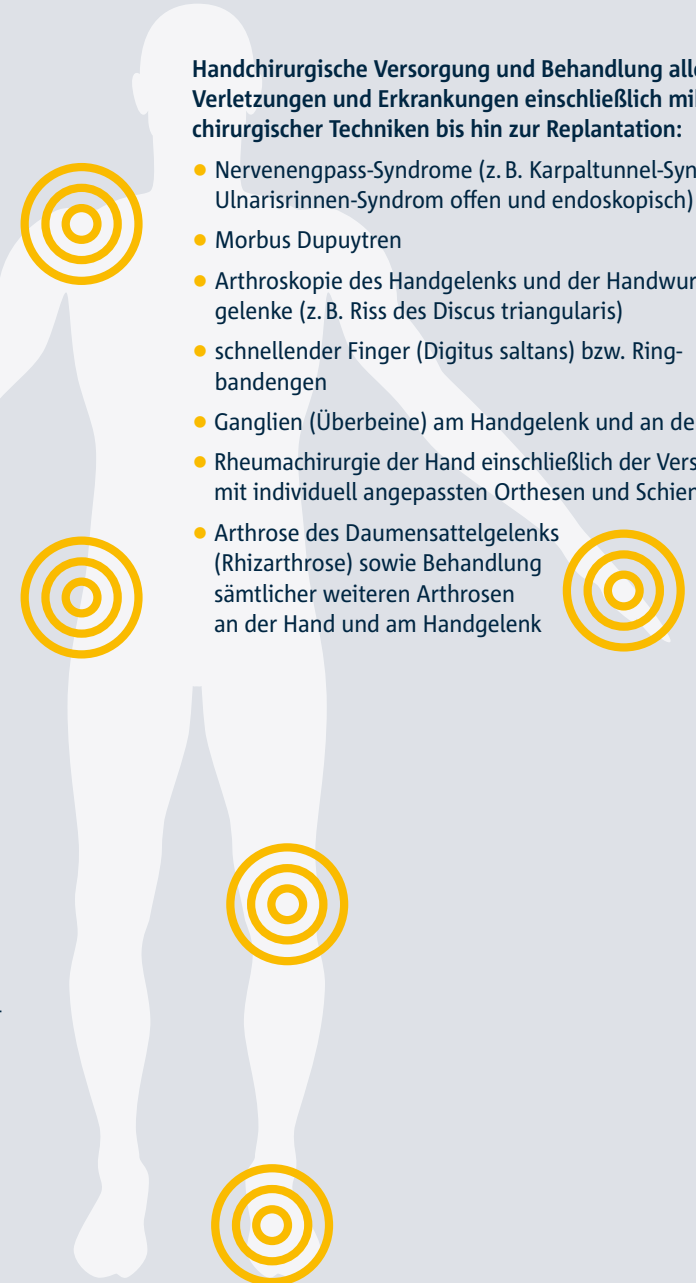 Handchirurgische Versorgung und Behandlung
Verletzungen und Erkrankungen einschließlich
chirurgischer Techniken bis hin zur Replantation:
• Nervenengpass-Syndrome (z. B. Karpaltunnel-Syn
Ulnarisrinnen-Syndrom offen und endoskopisch)
• Morbus Dupuytren
• Arthroskopie des Handgelenks und der Handwur
gelenke (z. B. Riss des Discus triangularis)
• schnellender Finger (Digitus saltans) bzw. Ring-
bandengen
• Ganglien (Überbeine) am Handgelenk und an de
• Rheumachirurgie der Hand einschließlich der Vers
mit individuell angepassten Orthesen und Schien
• Arthrose des Daumensattelgelenks
(Rhizarthrose) sowie Behandlung
sämtlicher weiteren Arthrosen
an der Hand und am Handgelenk